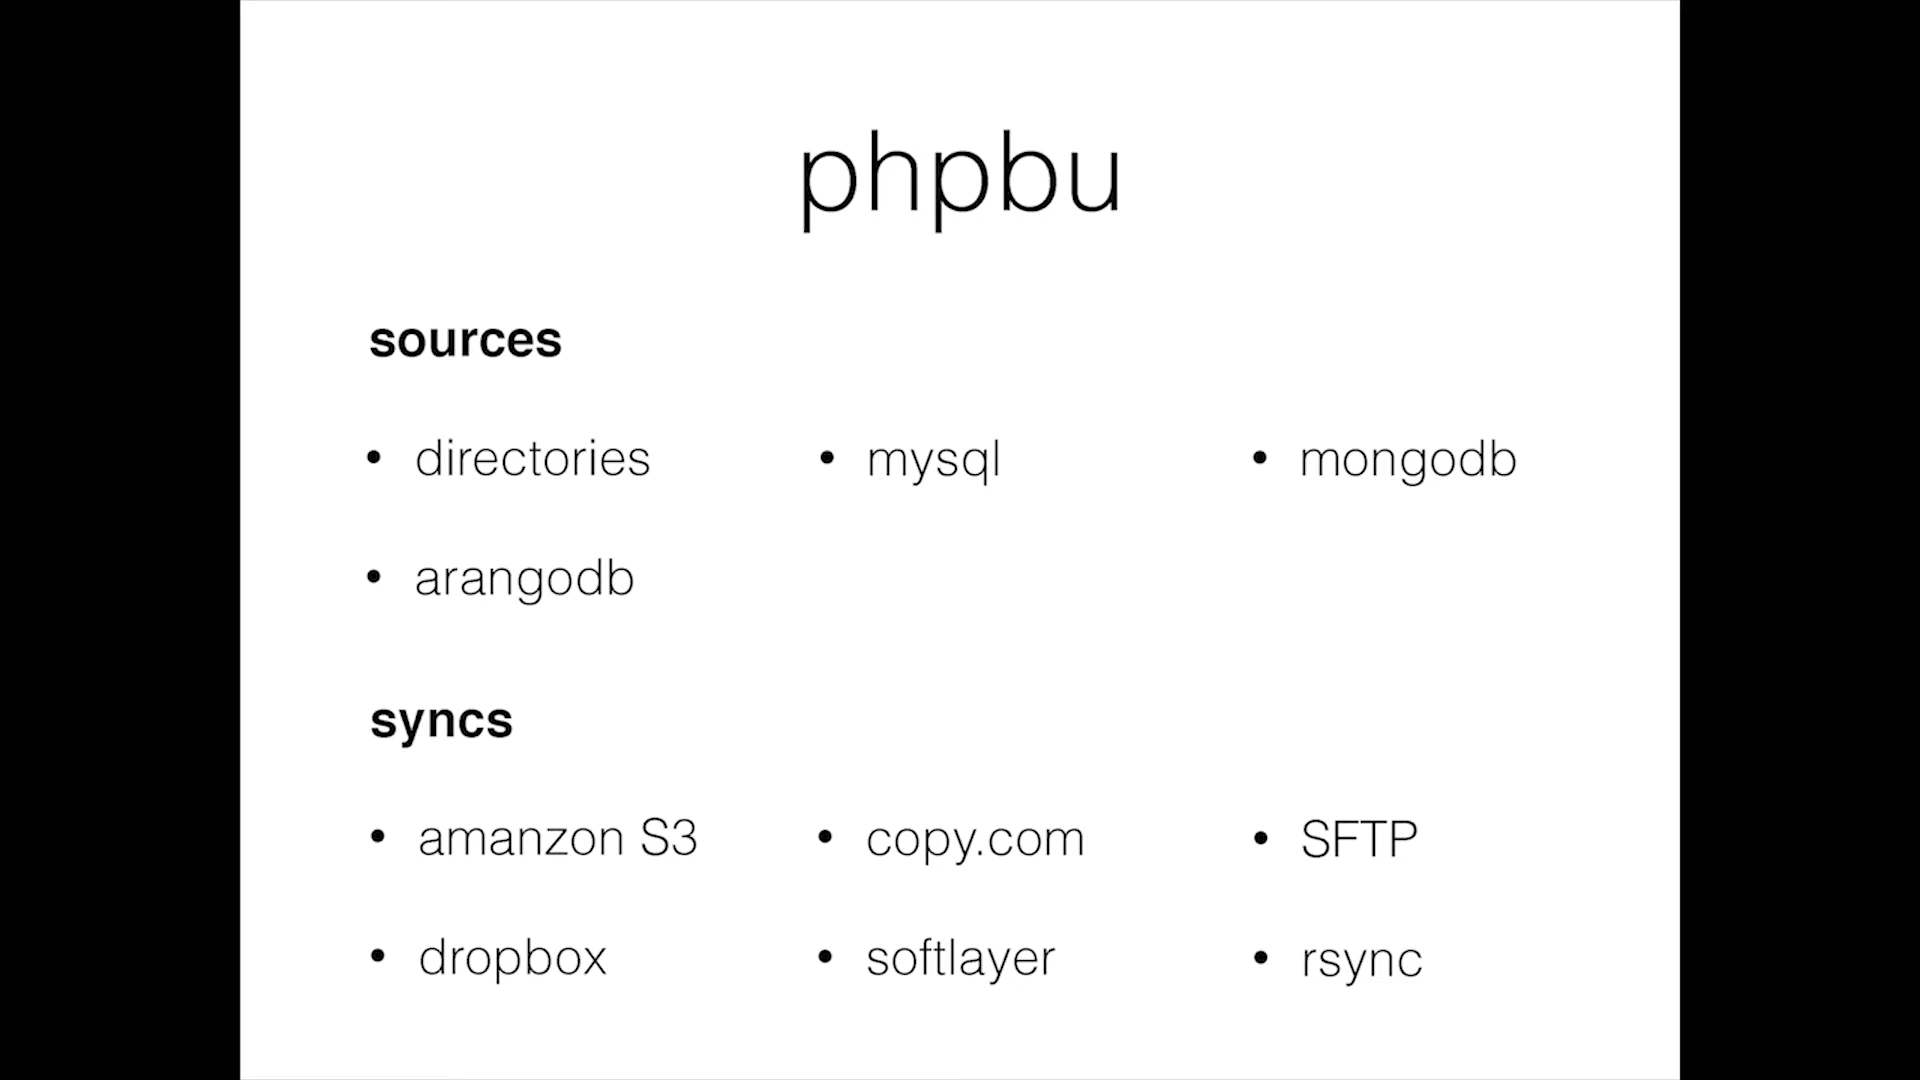 phpbu
sources
• directories • mysql • mongodb
• arangodb
syncs
• amanzon S3 • copy.com • SFTP
• dropbox • softlayer • rsync